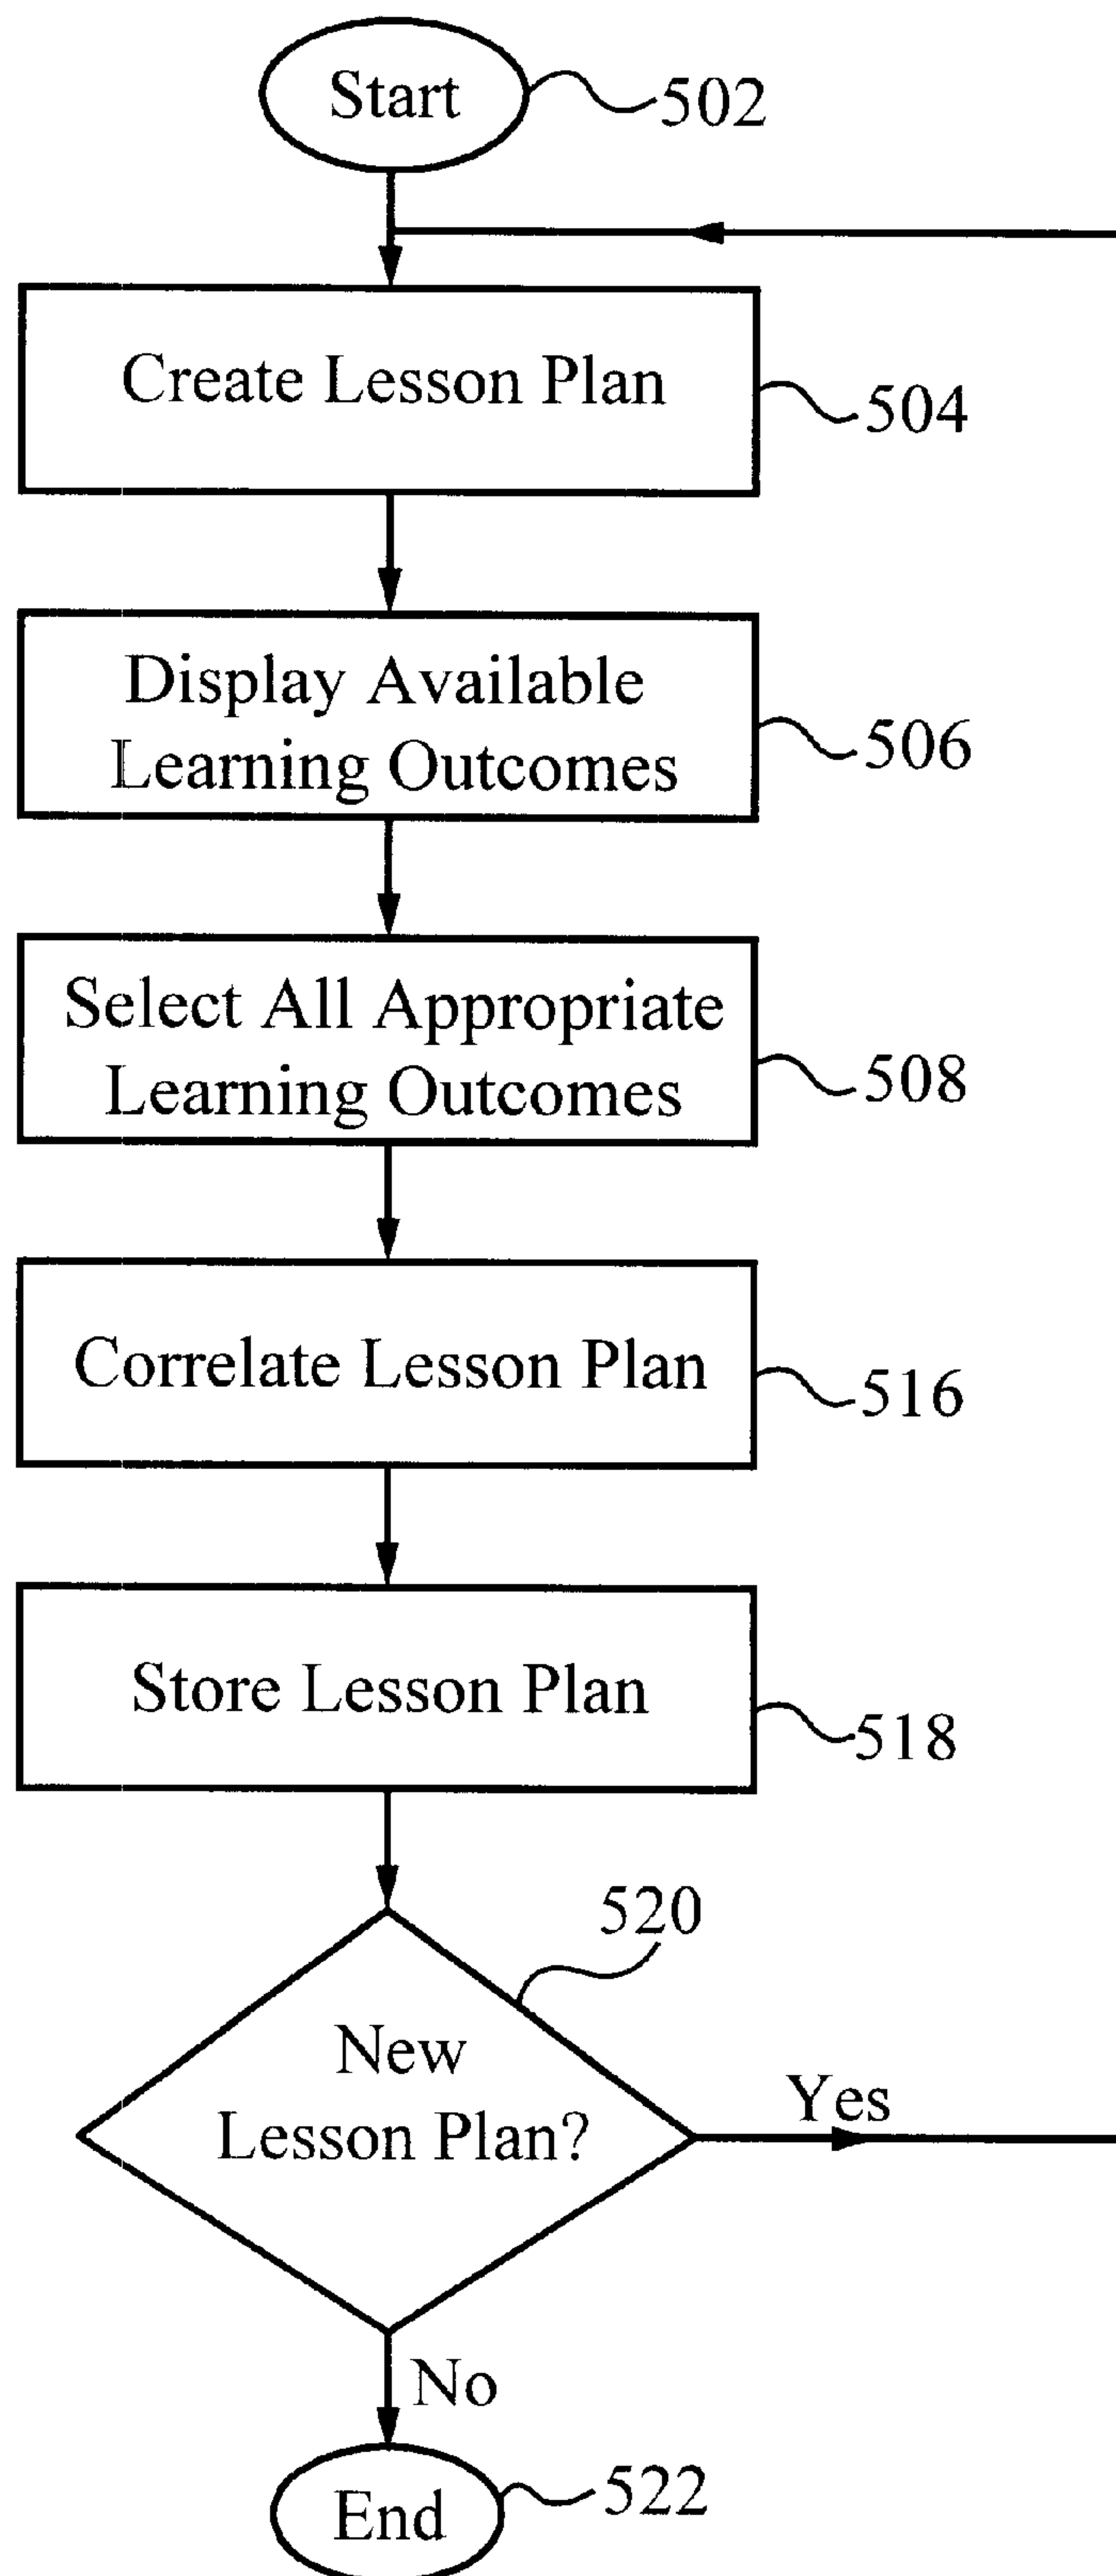 Start
502
Create Lesson Plan
504
Display Available
Learning Outcomes
506
Select All Appropriate
Learning Outcomes
508
Correlate Lesson Plan
516
Store Lesson Plan
518
520
New
Lesson Plan?
Yes
No
End
522